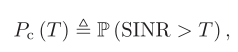 P_c (T) ≜ ℙ (SINR > T) ,